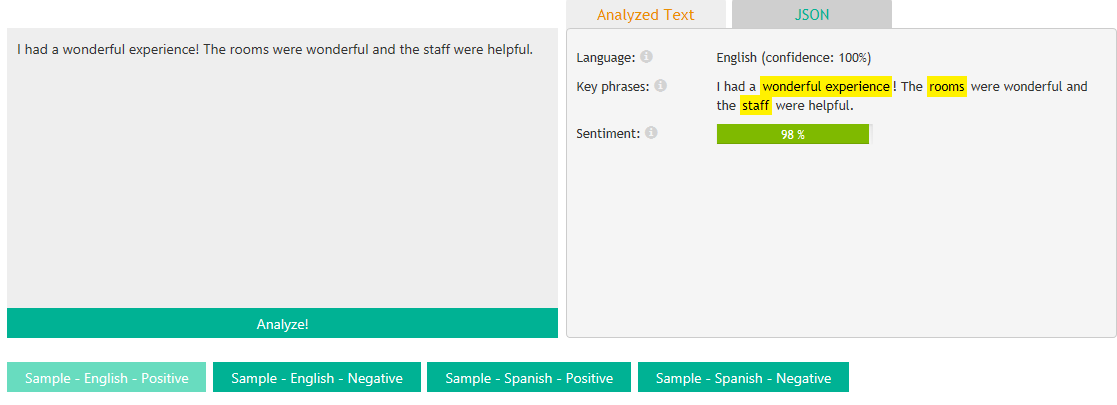 Analyzed Text
JSON
I had a wonderful experience! The rooms were wonderful and the staff were helpful.
Language:
English (confidence: 100%)
Key phrases:
I had a wonderful experience! The rooms were wonderful and
the staff were helpful.
Sentiment:
98 %
Analyze!
Sample - English - Positive
Sample - English - Negative
Sample - Spanish - Positive
Sample - Spanish - Negative